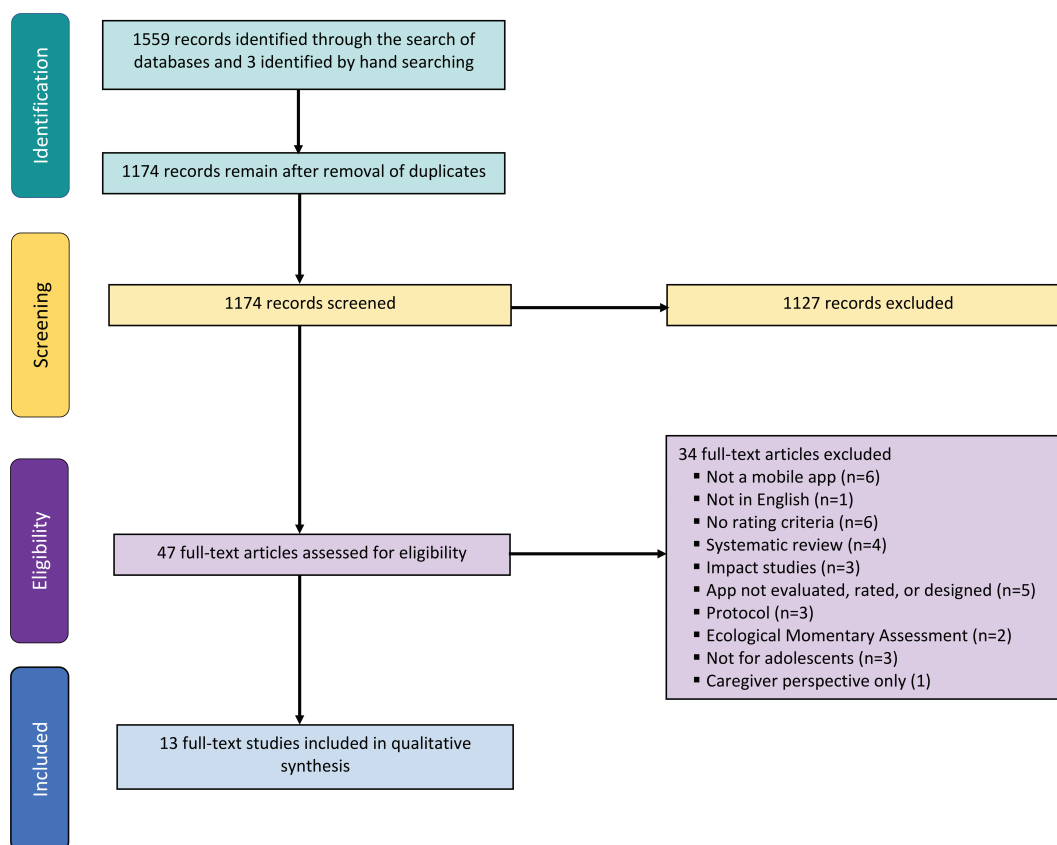 Identification
1559 records identified through the search of
databases and 3 identified by hand searching
1174 records remain after removal of duplicates
Screening
1174 records screened
1127 records excluded
Eligibility
47 full-text articles assessed for eligibility
34 full-text articles excluded
▪ Not a mobile app (n=6)
▪ Not in English (n=1)
▪ No rating criteria (n=6)
▪ Systematic review (n=4)
▪ Impact studies (n=3)
▪ App not evaluated, rated, or designed (n=5)
▪ Protocol (n=3)
▪ Ecological Momentary Assessment (n=2)
▪ Not for adolescents (n=3)
▪ Caregiver perspective only (1)
Included
13 full-text studies included in qualitative
synthesis